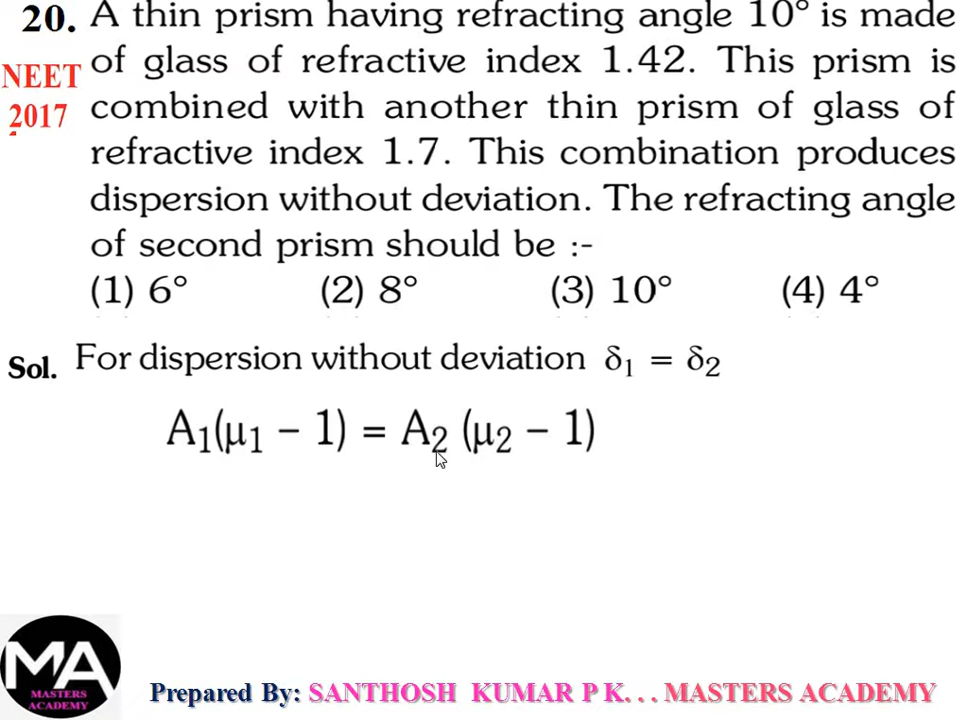 20. A thin prism having refracting angle 10° is made
NEET of glass of refractive index 1.42. This prism is
2017 combined with another thin prism of glass of
refractive index 1.7. This combination produces
dispersion without deviation. The refracting angle
of second prism should be :-
(1) 6° (2) 8° (3) 10° (4) 4°
Sol. For dispersion without deviation δ₁ = δ₂
A₁(μ₁ − 1) = A₂ (μ₂ − 1)
MA
MASTERS
ACADEMY
Prepared By: SANTHOSH KUMAR P K. . . MASTERS ACADEMY